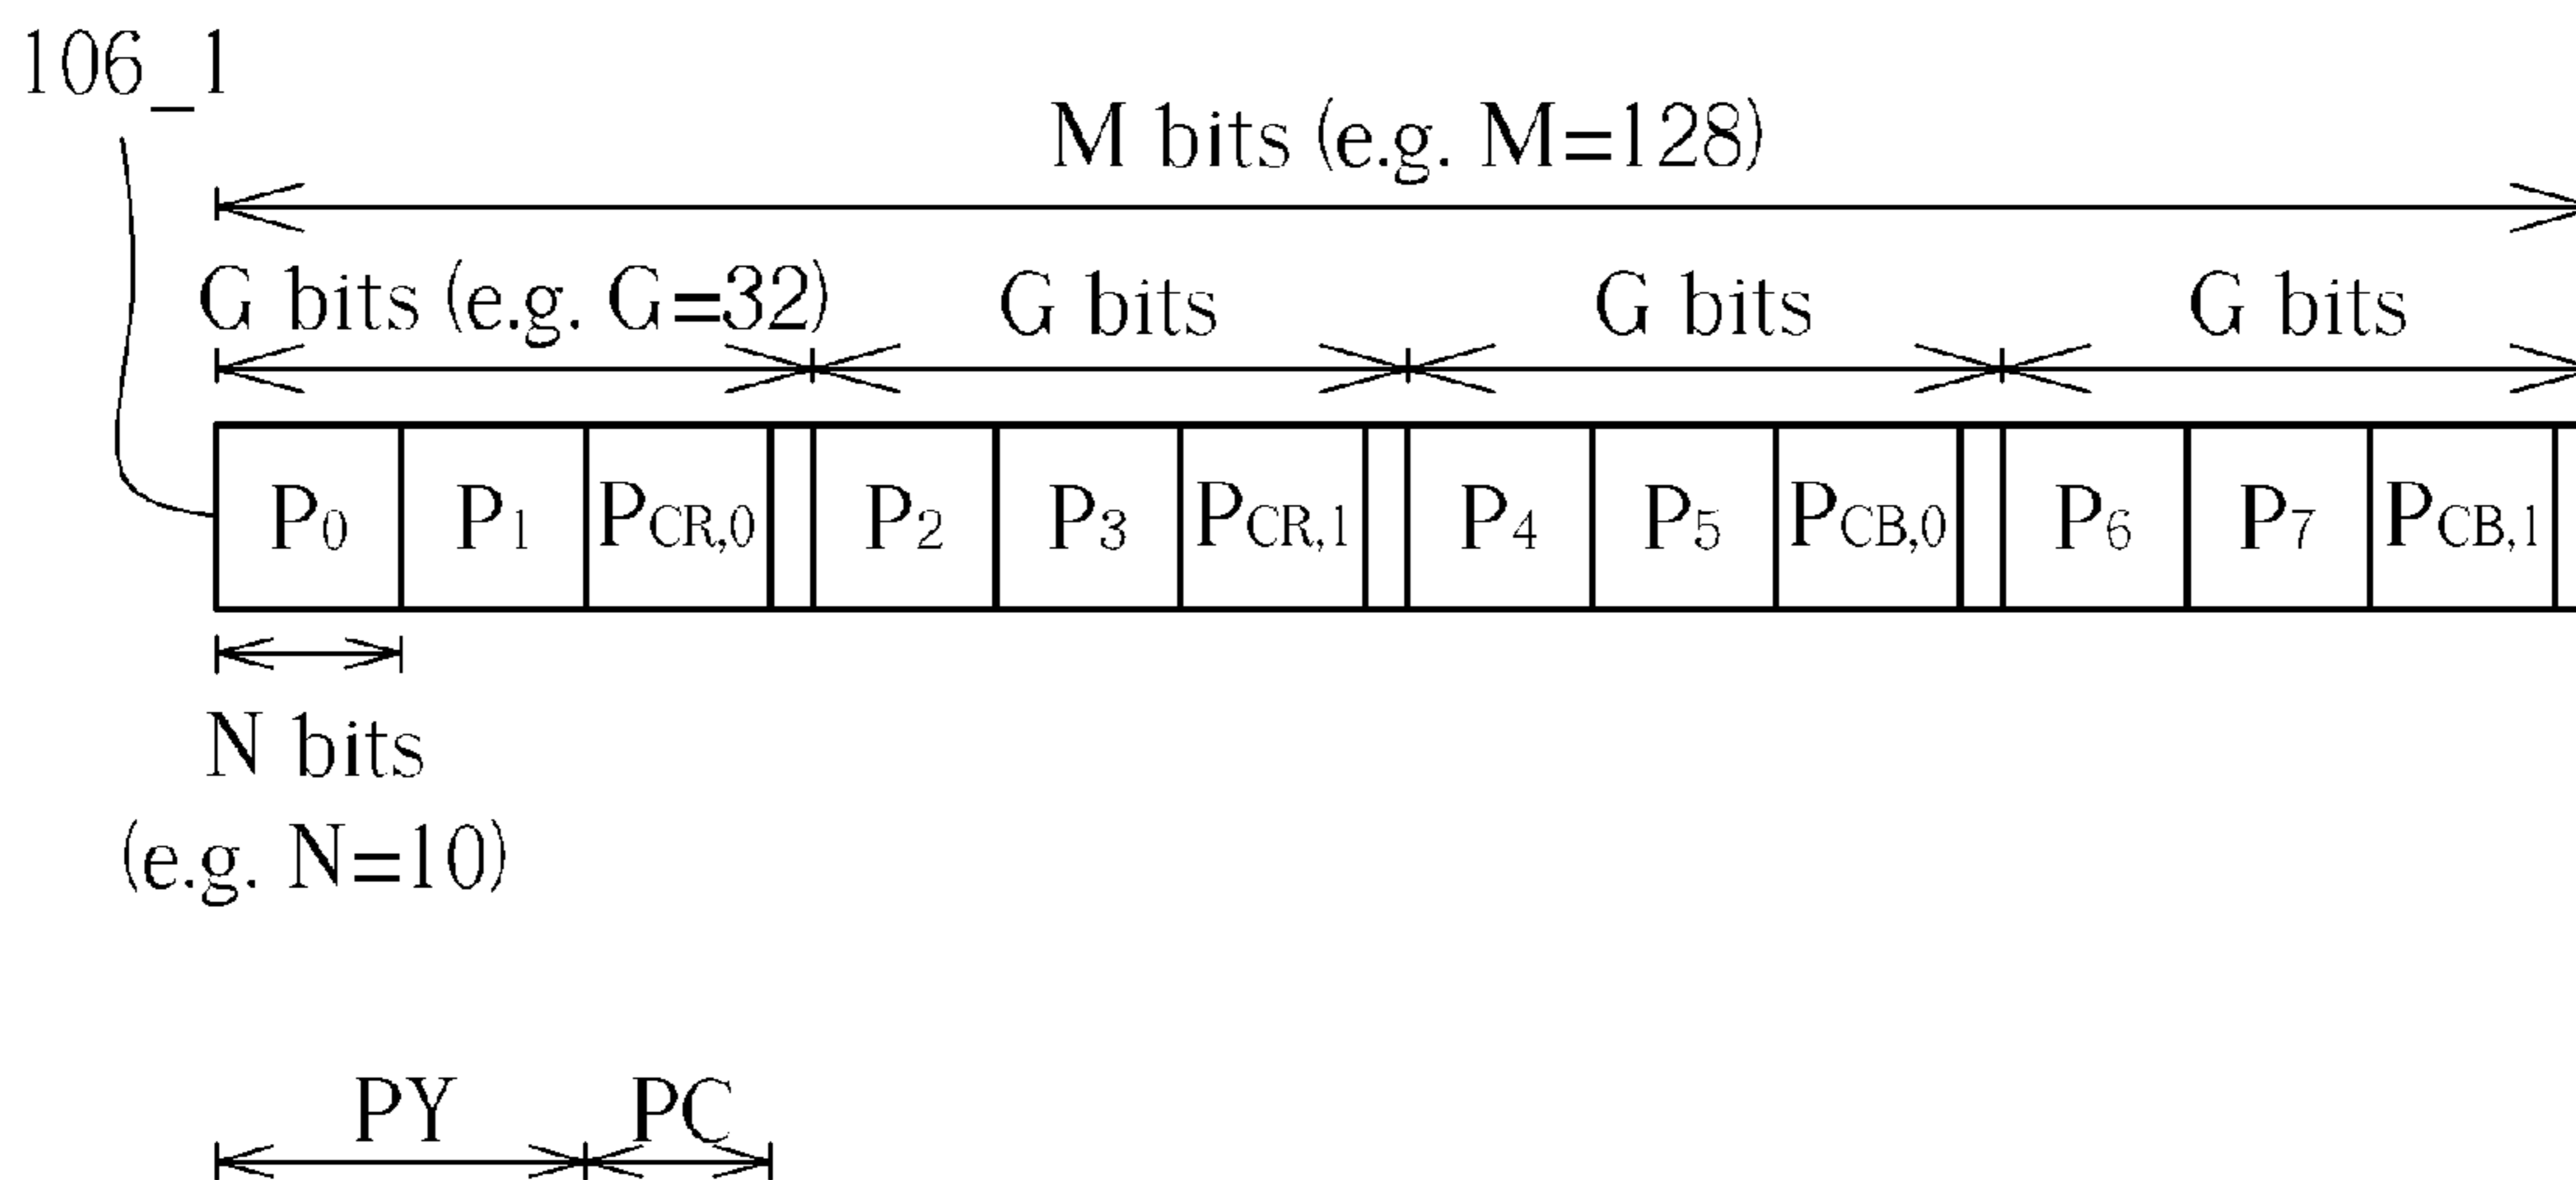 106_1
M bits (e.g. M=128)
G bits (e.g. G=32) G bits G bits G bits
P0 P1 PCR,0 P2 P3 PCR,1 P4 P5 PCB,0 P6 P7 PCB,1
N bits
(e.g. N=10)
PY PC